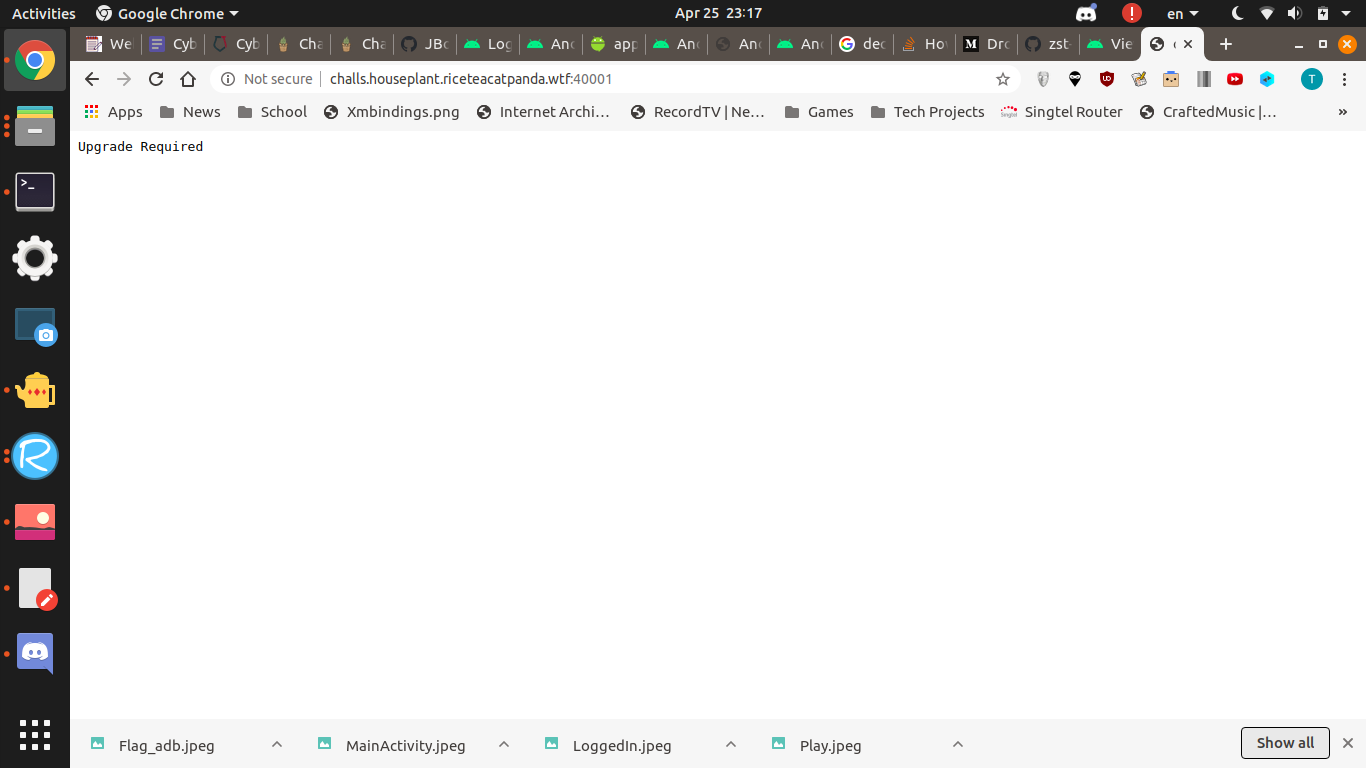 Activities Google Chrome Apr 25 23:17 en
We Cyb Cyb Cha Cha JBc Log And app And And And dec Hov Dro zst- Vie
Not secure challs.houseplant.riceteacatpanda.wtf:40001 T
Apps News School Xmbindings.png Internet Archi… RecordTV | Ne… Games Tech Projects Singtel Router CraftedMusic |… »
Upgrade Required
Flag_adb.jpeg MainActivity.jpeg LoggedIn.jpeg Play.jpeg Show all